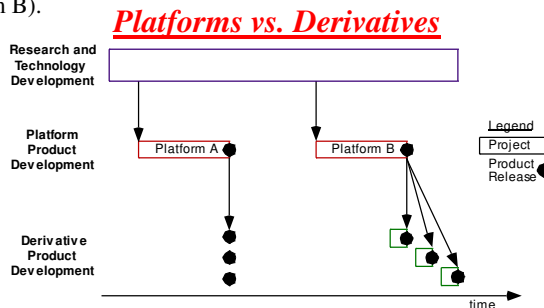 n B).
Platforms vs. Derivatives
Research and
Technology
Development
Platform
Product
Development
Platform A
Platform B
Legend
Project
Product
Release
Derivative
Product
Development
time